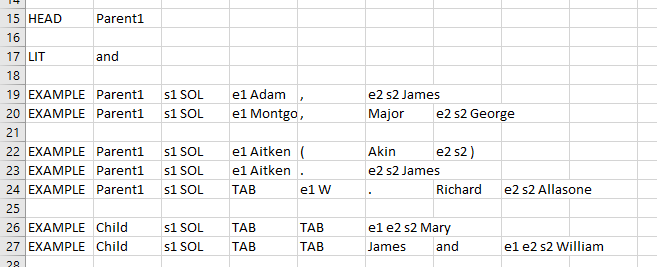 15 HEAD Parent1
16
17 LIT and
18
19 EXAMPLE Parent1 s1 SOL e1 Adam , e2 s2 James
20 EXAMPLE Parent1 s1 SOL e1 Montgo , Major e2 s2 George
21
22 EXAMPLE Parent1 s1 SOL e1 Aitken ( Akin e2 s2 )
23 EXAMPLE Parent1 s1 SOL e1 Aitken . e2 s2 James
24 EXAMPLE Parent1 s1 SOL TAB e1 W . Richard e2 s2 Allasone
25
26 EXAMPLE Child s1 SOL TAB TAB e1 e2 s2 Mary
27 EXAMPLE Child s1 SOL TAB TAB James and e1 e2 s2 William